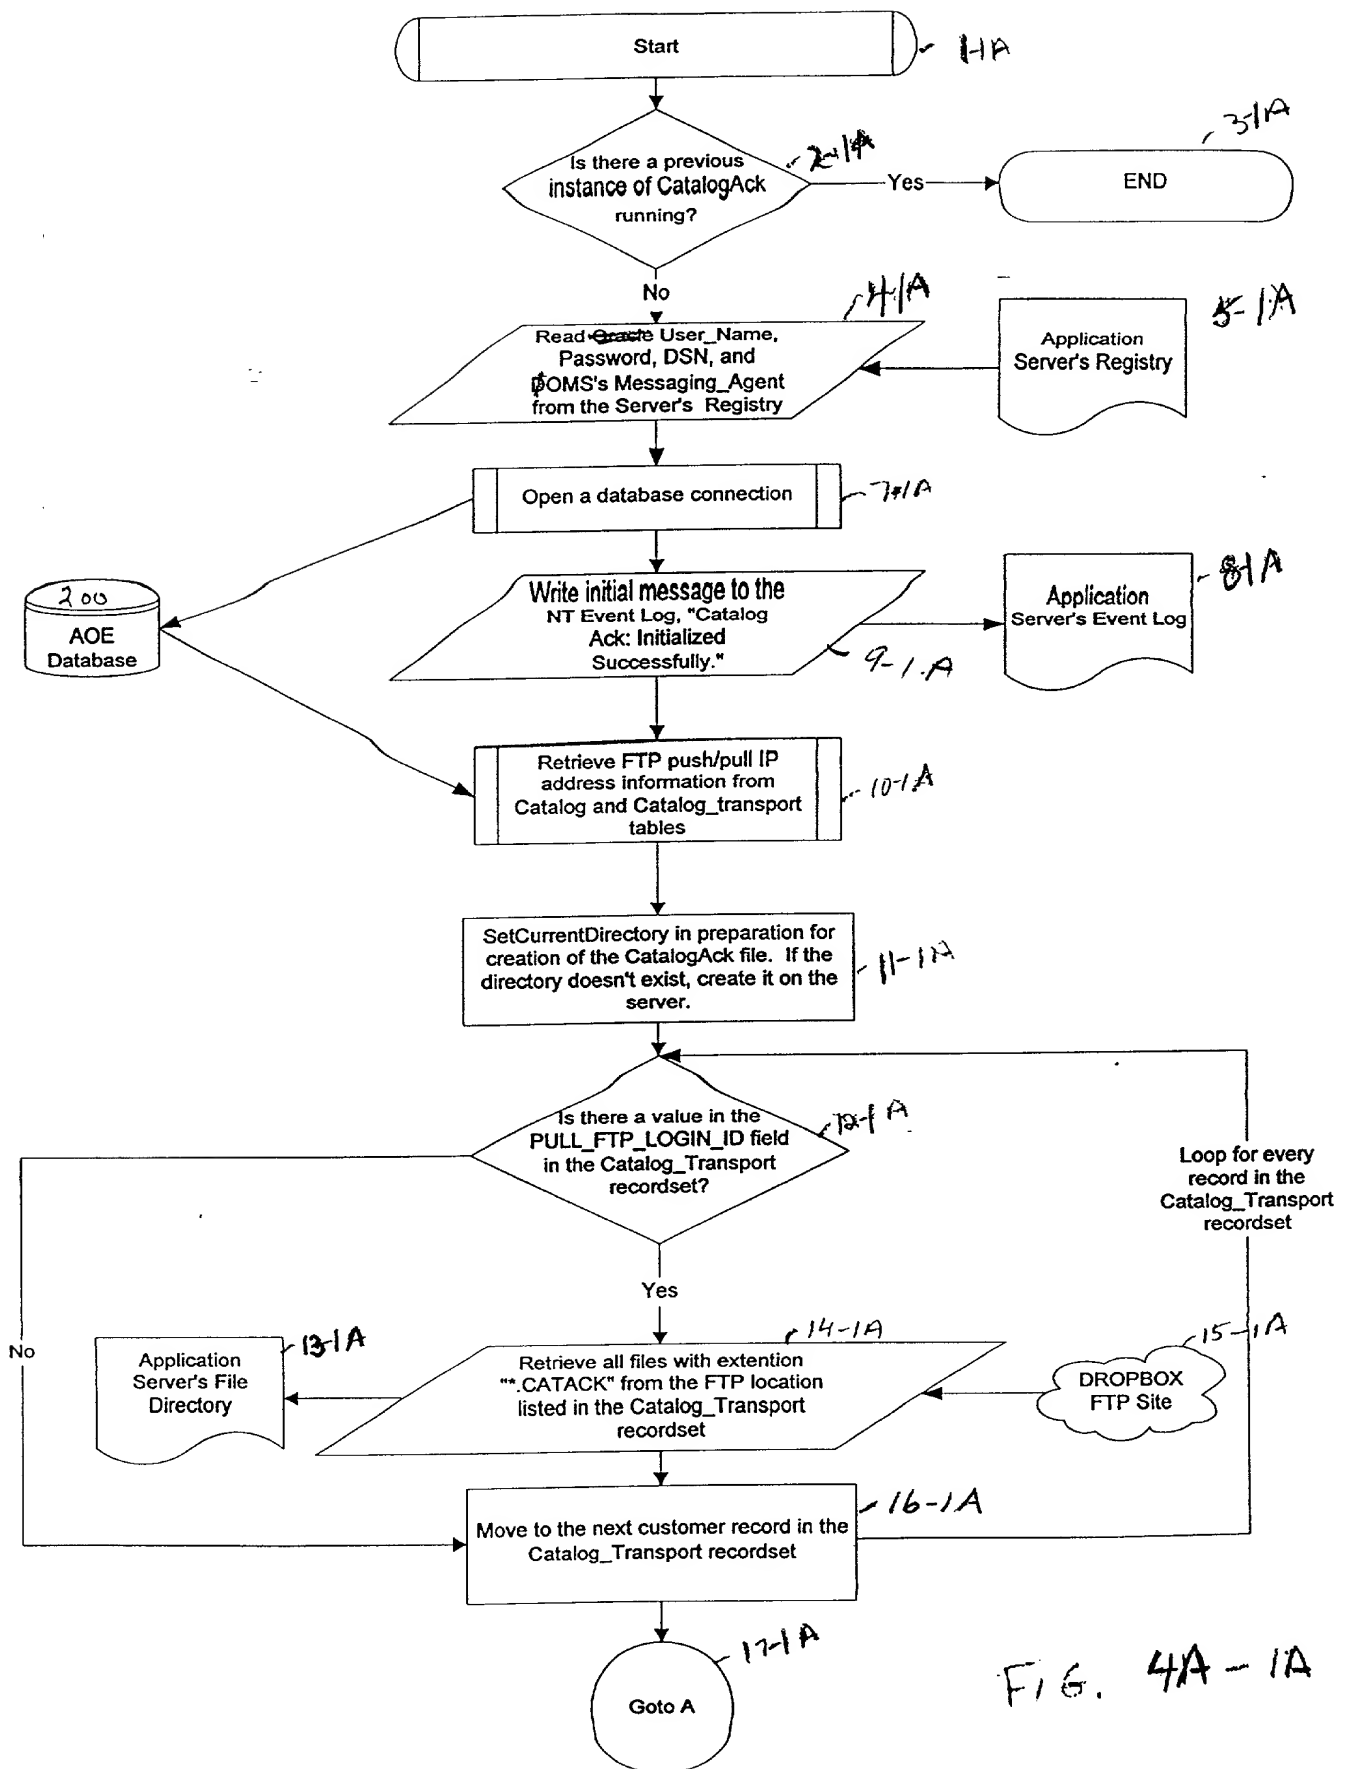 Start
1-1A
Is there a previous
instance of CatalogAck
running?
2-1A
Yes
3-1A
END
No
4-1A
Read Oracle User_Name,
Password, DSN, and
DOMS's Messaging_Agent
from the Server's Registry
5-1A
Application
Server's Registry
Open a database connection
7-1A
200
AOE
Database
Write initial message to the
NT Event Log, "Catalog
Ack: Initialized
Successfully."
9-1.A
8-1A
Application
Server's Event Log
Retrieve FTP push/pull IP
address information from
Catalog and Catalog_transport
tables
10-1.A
SetCurrentDirectory in preparation for
creation of the CatalogAck file. If the
directory doesn't exist, create it on the
server.
11-1A
Is there a value in the
PULL_FTP_LOGIN_ID field
in the Catalog_Transport
recordset?
12-1A
Loop for every
record in the
Catalog_Transport
recordset
Yes
No
13-1A
Application
Server's File
Directory
14-1A
Retrieve all files with extention
"*.CATACK" from the FTP location
listed in the Catalog_Transport
recordset
15-1A
DROPBOX
FTP Site
Move to the next customer record in the
Catalog_Transport recordset
16-1A
17-1A
Goto A
FIG. 4A-1A